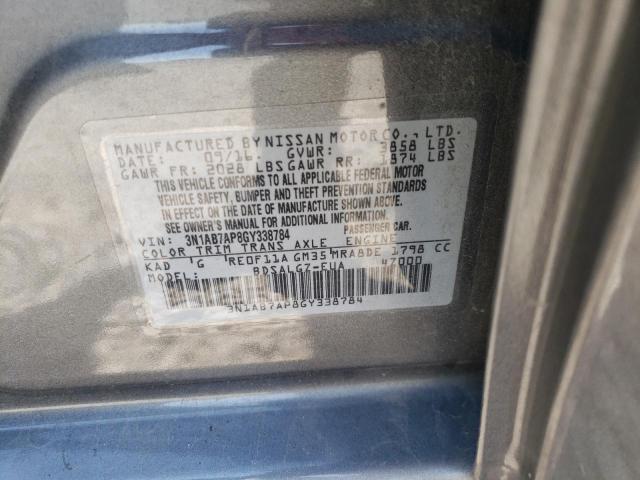 MANUFACTURED BY NISSAN MOTOR CO., LTD.
DATE: 09/16 GVWR: 3858 LBS
GAWR FR: 2028 LBS GAWR RR: 1874 LBS
THIS VEHICLE CONFORMS TO ALL APPLICABLE FEDERAL MOTOR
VEHICLE SAFETY, BUMPER AND THEFT PREVENTION STANDARDS
IN EFFECT ON THE DATE OF MANUFACTURE SHOWN ABOVE.
SEE OWNER'S MANUAL FOR ADDITIONAL INFORMATION.
VIN: 3N1AB7AP8GY338784 PASSENGER CAR.
COLOR TRIM TRANS AXLE ENGINE
KAD 'G RE0F11A GM35 MRA8DE 1798 CC
BDSALGZ-EUA 47000
3N1AB7AP8GY338784